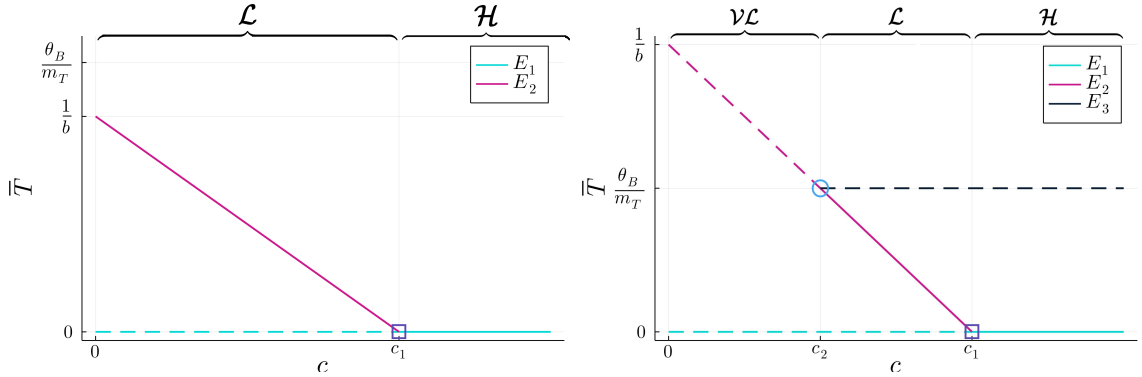 ℒ
ℋ
θ_B/m_T
1/b
0
T̅
E_1
E_2
0
c_1
c
𝒱ℒ
ℒ
ℋ
1/b
θ_B/m_T
0
T̅
E_1
E_2
E_3
0
c_2
c
c_1